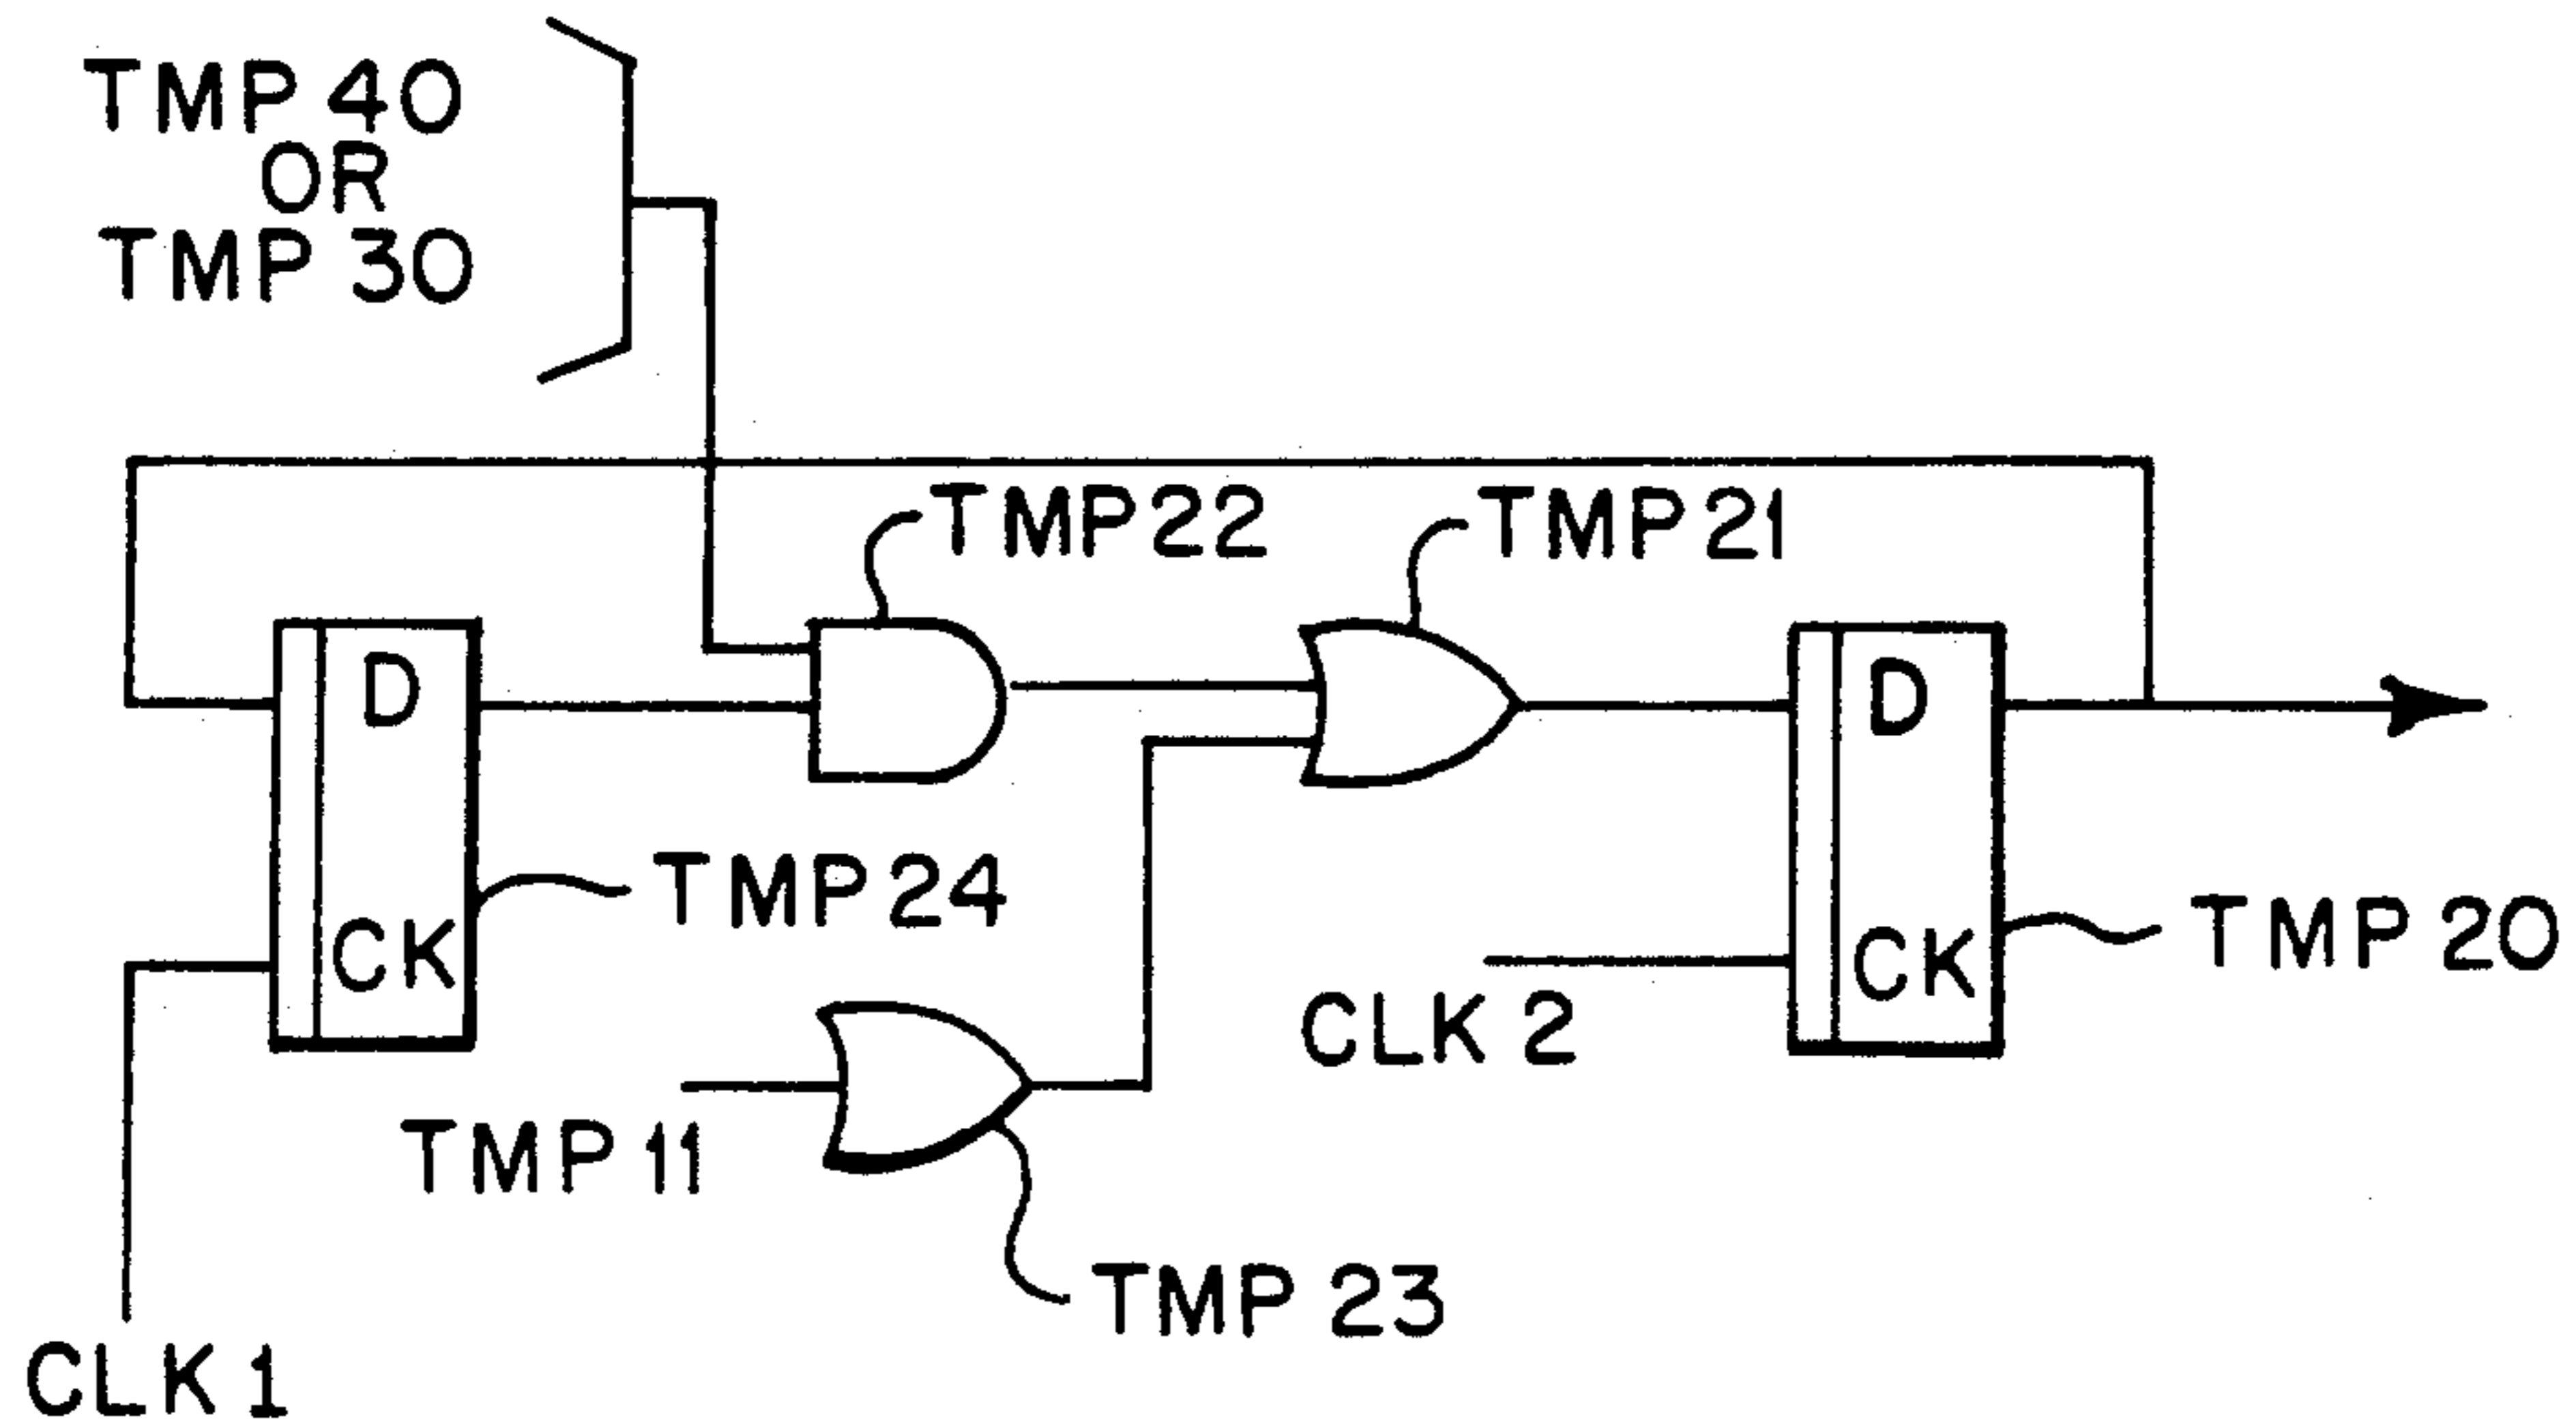 TMP 40
OR
TMP 30
TMP22
TMP21
D
D
TMP24
CK
TMP 20
CK
CLK 2
TMP 11
TMP 23
CLK 1